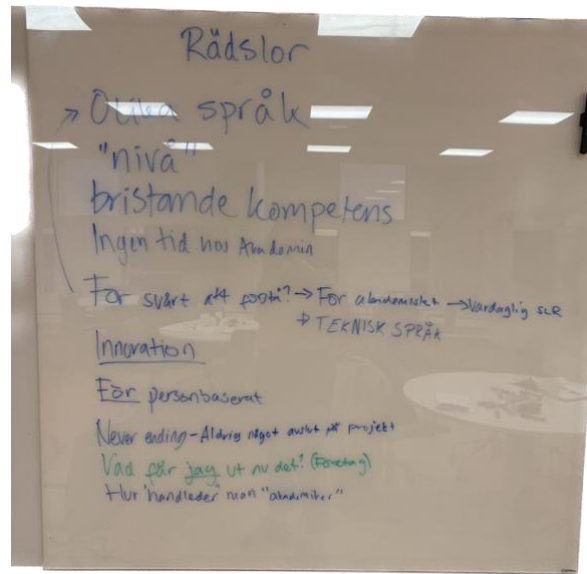 Rädslor
→ Olika språk
"nivå"
bristande kompetens
Ingen tid hos Akademin
För svårt att förstå? → För akademiskt → Vardaglig
→ TEKNISK SPRÅK
Innovation
För personbaserat
Never ending - Aldrig något avslut på projekt
Vad får jag ut av det? (Företag)
Hur "handleder" man "akademiker"